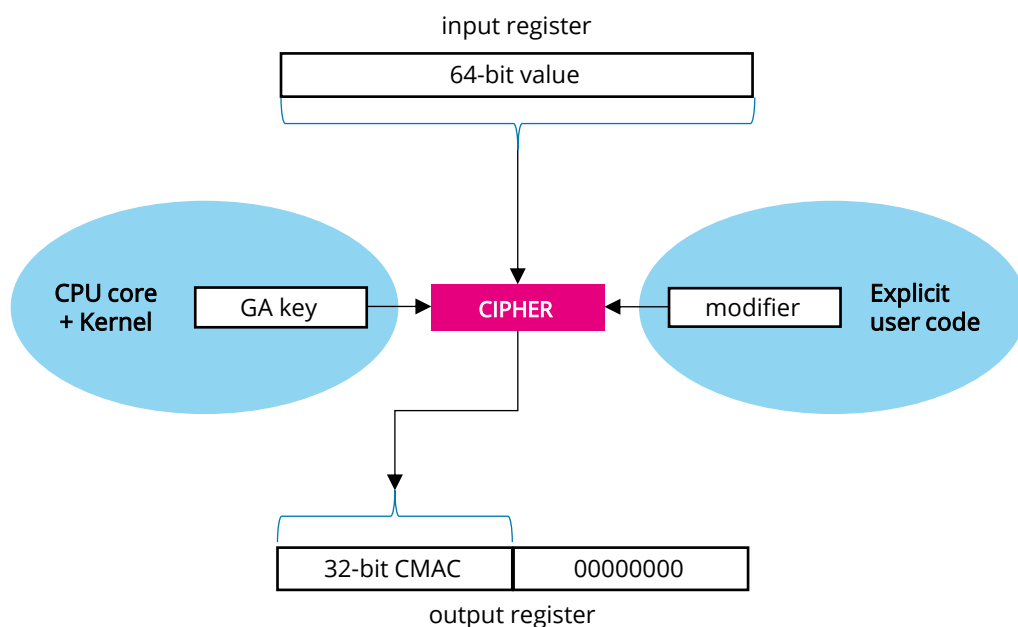 input register
64-bit value
CPU core
+ Kernel
GA key
CIPHER
modifier
Explicit
user code
32-bit CMAC
00000000
output register